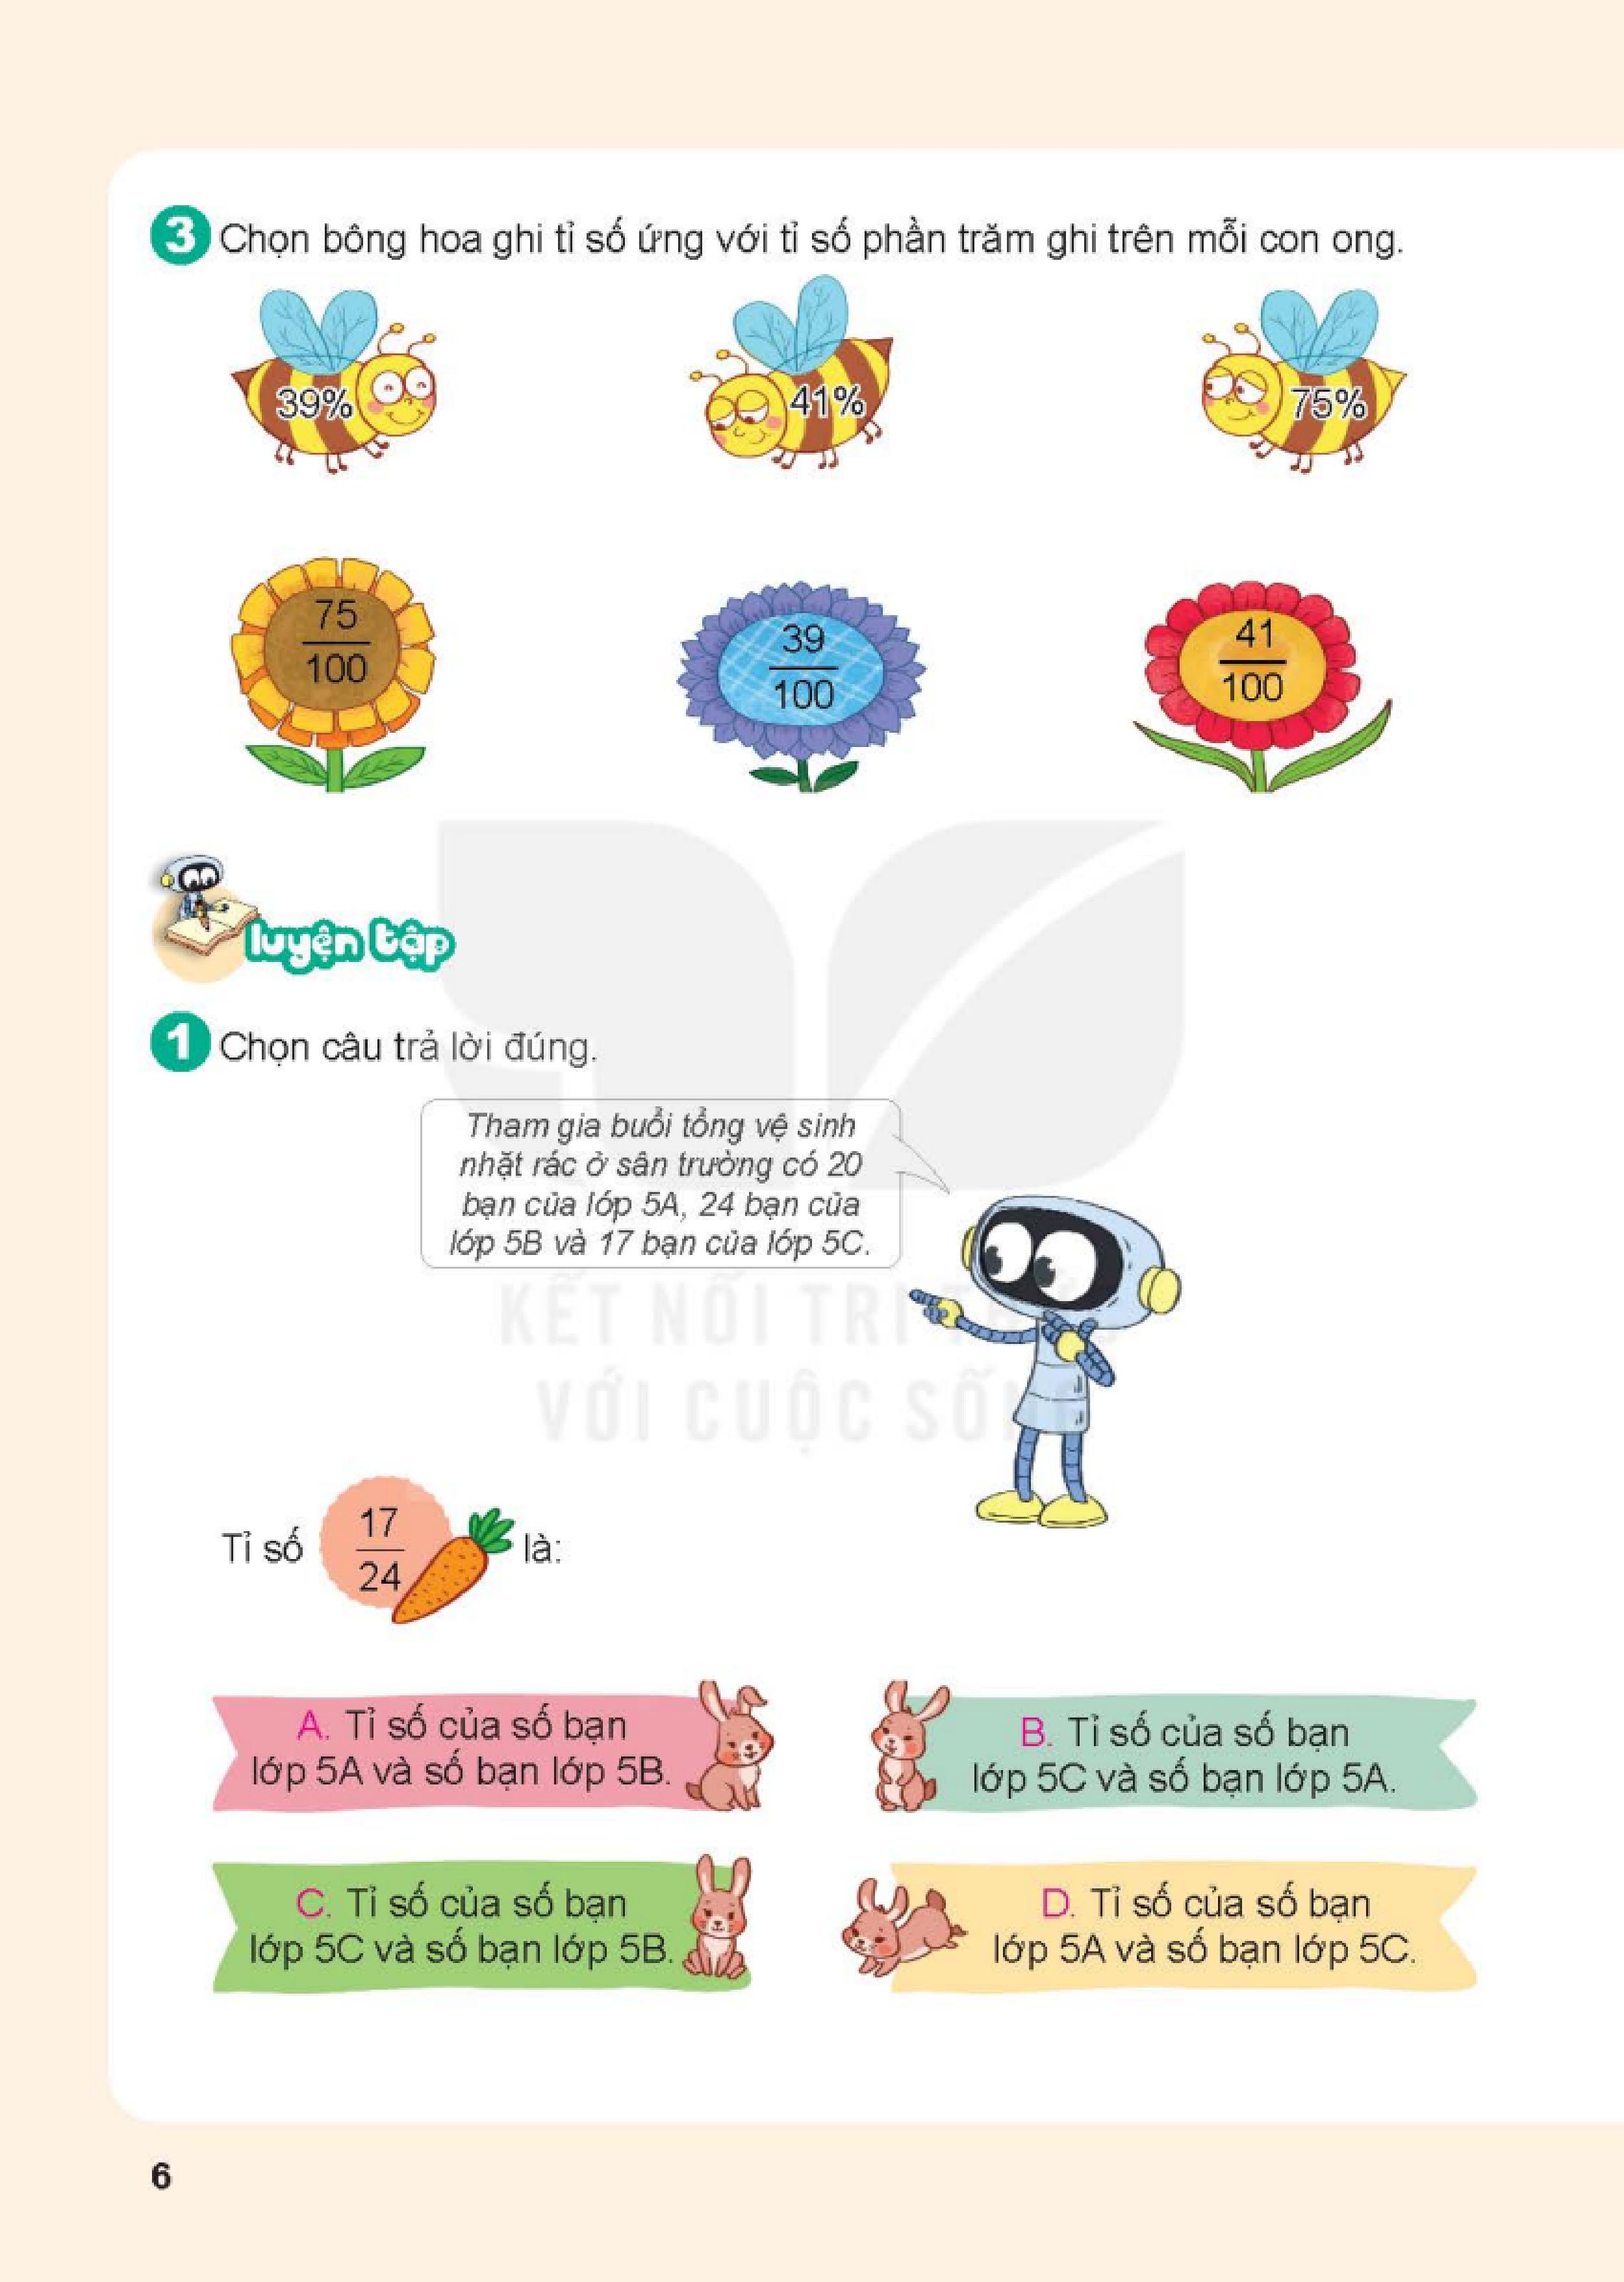 3 Chọn bông hoa ghi tỉ số ứng với tỉ số phần trăm ghi trên mỗi con ong.
39% 41% 75%
75/100 39/100 41/100
luyện tập
1 Chọn câu trả lời đúng.
Tham gia buổi tổng vệ sinh
nhặt rác ở sân trường có 20
bạn của lớp 5A, 24 bạn của
lớp 5B và 17 bạn của lớp 5C.
KẾT NỐI TRI
VỚI CUỘC SỐNG
Tỉ số 17/24 là:
A. Tỉ số của số bạn
lớp 5A và số bạn lớp 5B.
B. Tỉ số của số bạn
lớp 5C và số bạn lớp 5A.
C. Tỉ số của số bạn
lớp 5C và số bạn lớp 5B.
D. Tỉ số của số bạn
lớp 5A và số bạn lớp 5C.
6